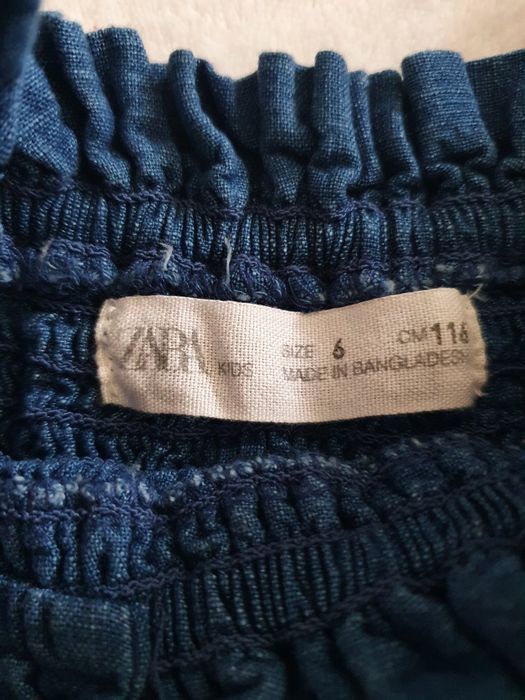 ZARA KIDS SIZE 6 CM 116
MADE IN BANGLADESH